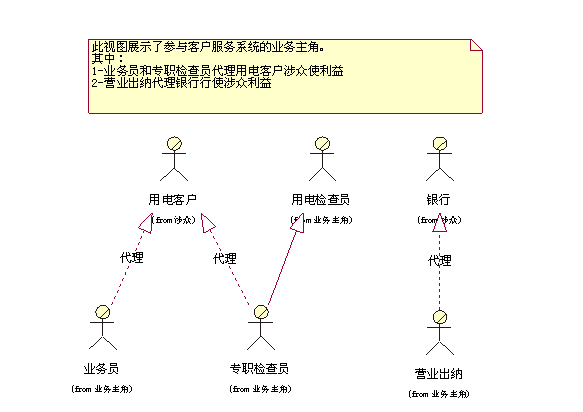 此视图展示了参与客户服务系统的业务主角。
其中：
1-业务员和专职检查员代理用电客户涉众使利益
2-营业出纳代理银行行使涉众利益
用电客户
用电检查员
银行
(from 涉众)
(from 业务主角)
(from 涉众)
代理
代理
代理
业务员
专职检查员
营业出纳
(from 业务主角)
(from 业务主角)
(from 业务主角)